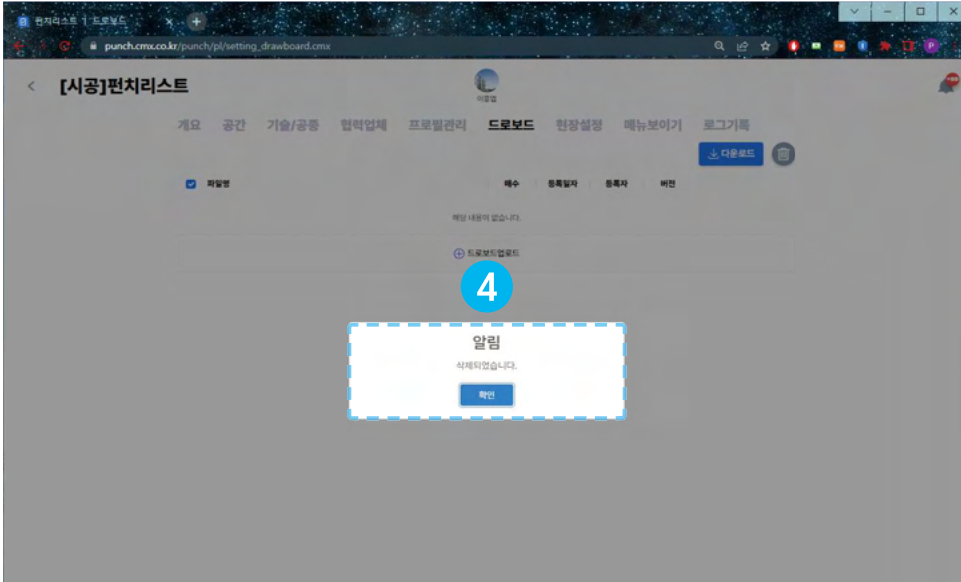 펀치리스트 | 드로보드
punch.cmx.co.kr/punch/pl/setting_drawboard.cmx
[시공]펀치리스트
개요 공간 기술/공종 협력업체 프로필관리 드로보드 현장설정 메뉴보이기 로그기록
다운로드
파일명 매수 등록일자 등록자 버전
해당 내용이 없습니다.
드로보드업로드
4
알림
삭제되었습니다.
확인